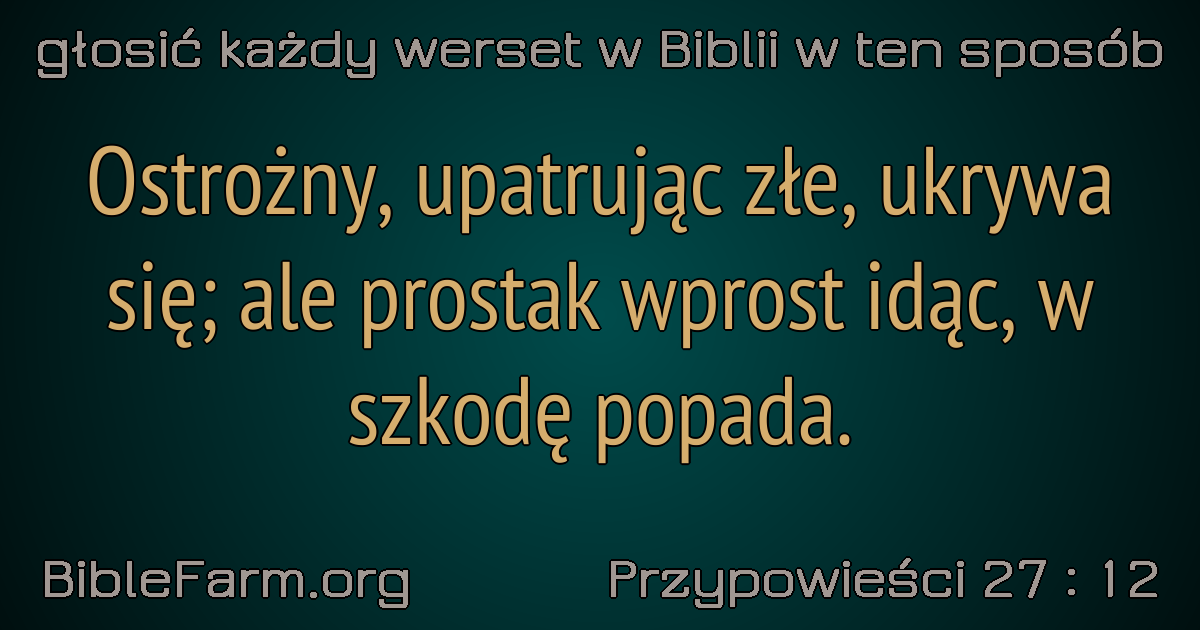 głosić każdy werset w Biblii w ten sposób
Ostrożny, upatrując złe, ukrywa
się; ale prostak wprost idąc, w
szkodę popada.
BibleFarm.org
Przypowieści 27 : 12